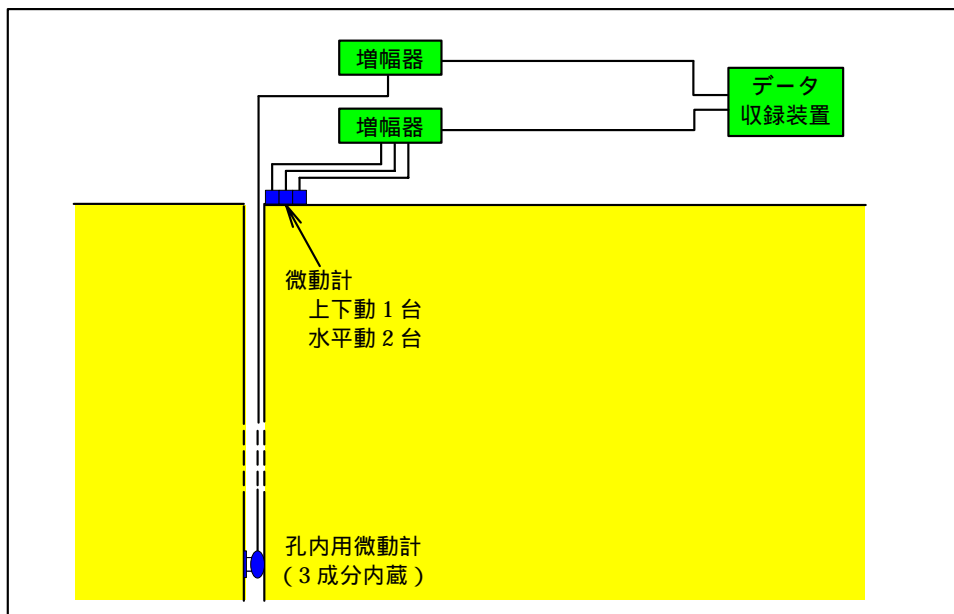 増幅器
増幅器
データ
収録装置
微動計
上下動1台
水平動2台
孔内用微動計
(3成分内蔵)